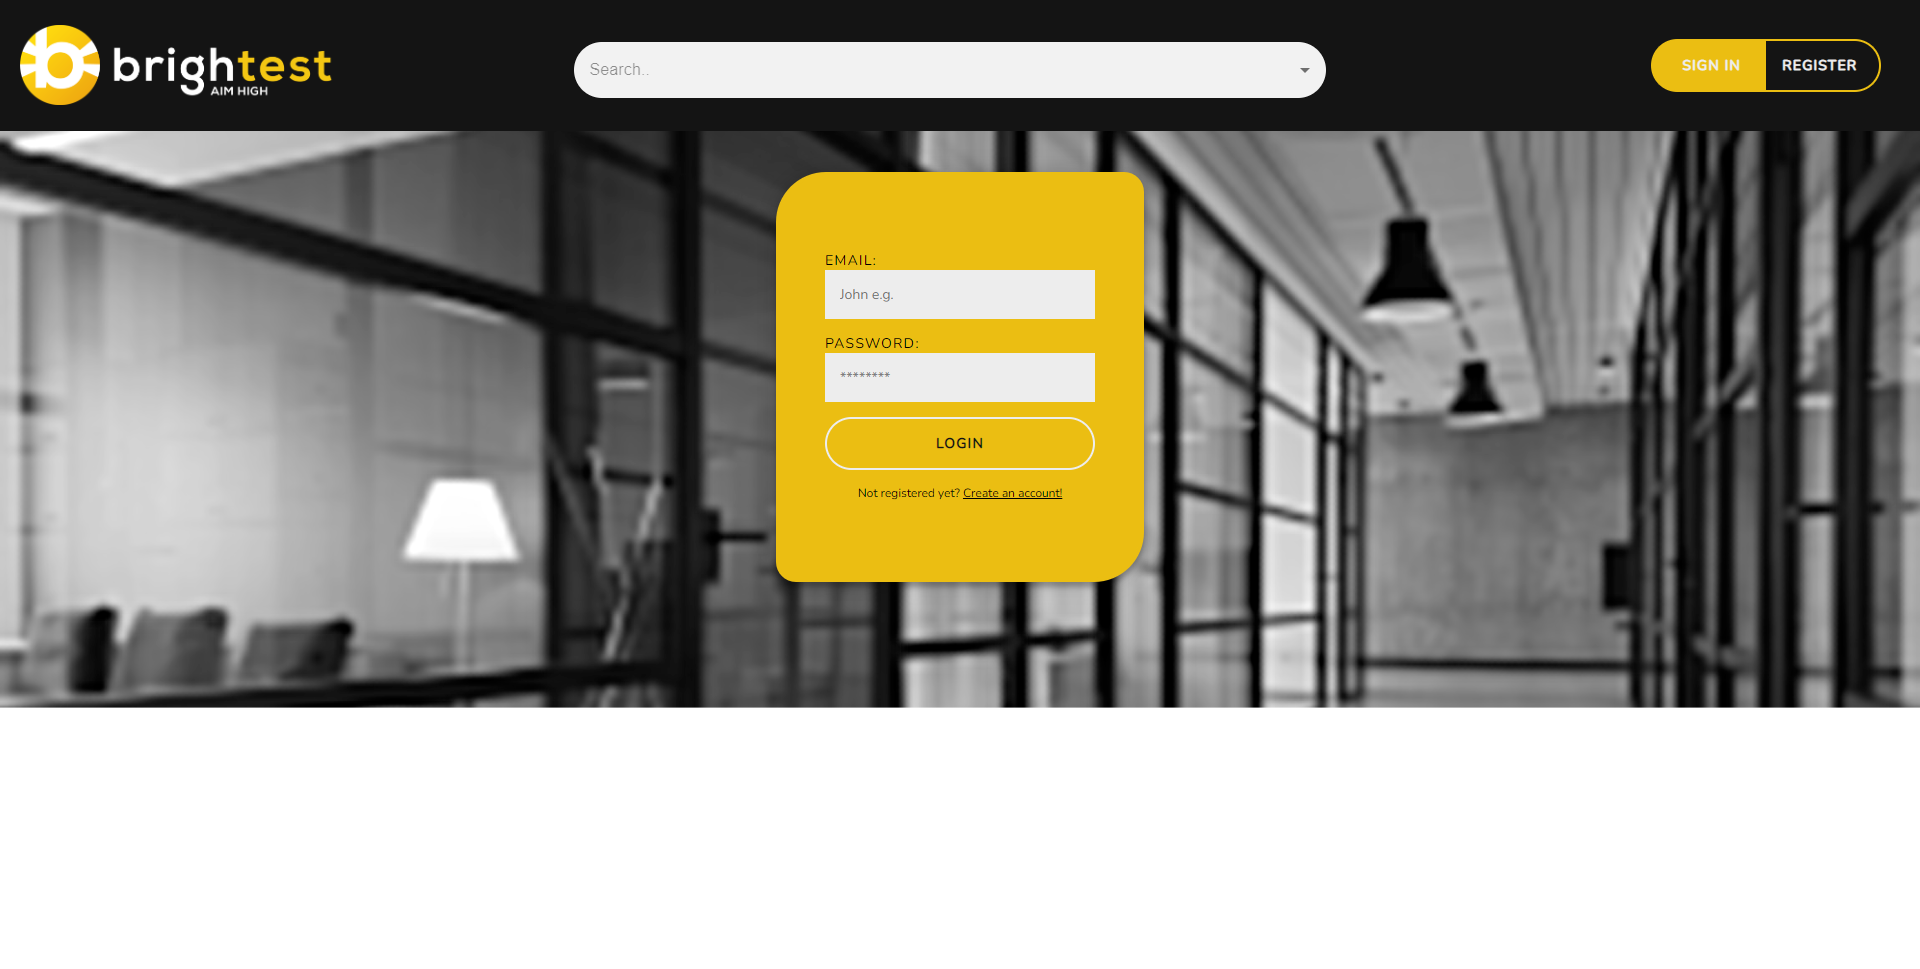 brightest
AIM HIGH
Search..
SIGN IN
REGISTER
EMAIL:
John e.g.
PASSWORD:
********
LOGIN
Not registered yet? Create an account!